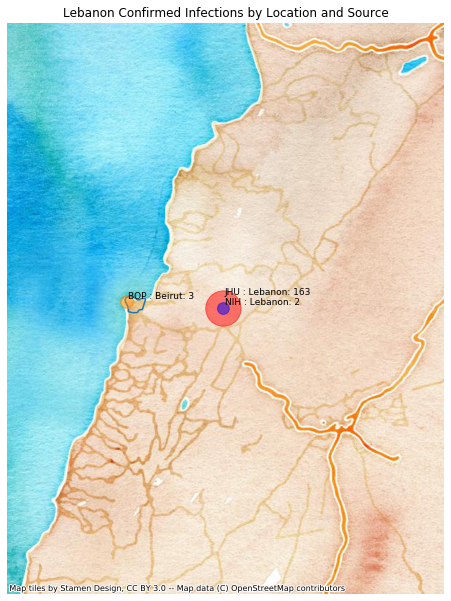 Lebanon Confirmed Infections by Location and Source
BOP : Beirut: 3
JHU : Lebanon: 163
NIH : Lebanon: 2
Map tiles by Stamen Design, CC BY 3.0 -- Map data (C) OpenStreetMap contributors